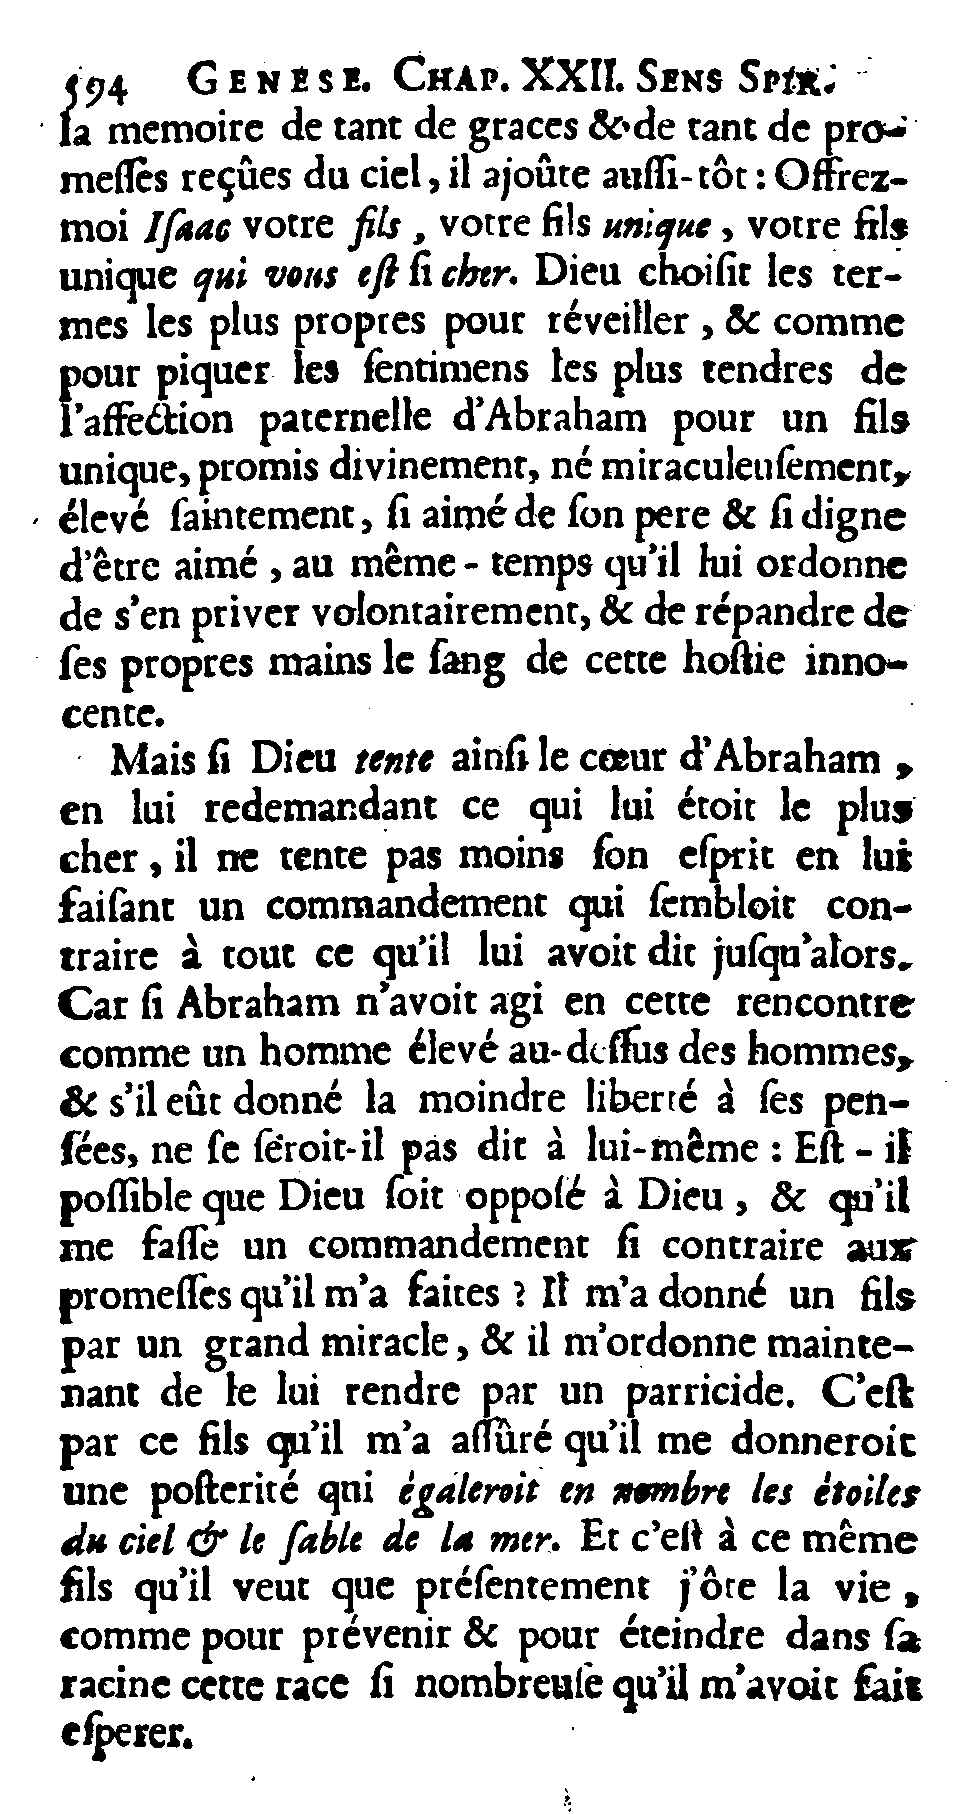 594 GENESE. CHAP. XXII. SENS SPIR.
la memoire de tant de graces & de tant de pro-
messes reçûes du ciel, il ajoûte aussi-tôt : Offrez-
moi Isaac votre fils, votre fils unique, votre fils
unique qui vous est si cher. Dieu choisit les ter-
mes les plus propres pour réveiller, & comme
pour piquer les sentimens les plus tendres de
l'affection paternelle d'Abraham pour un fils
unique, promis divinement, né miraculeusement,
élevé saintement, si aimé de son pere & si digne
d'être aimé, au même-temps qu'il lui ordonne
de s'en priver volontairement, & de répandre de
ses propres mains le sang de cette hostie inno-
cente.
Mais si Dieu tente ainsi le cœur d'Abraham,
en lui redemandant ce qui lui étoit le plus
cher, il ne tente pas moins son esprit en lui
faisant un commandement qui sembloit con-
traire à tout ce qu'il lui avoit dit jusqu'alors.
Car si Abraham n'avoit agi en cette rencontre
comme un homme élevé au-dessus des hommes,
& s'il eût donné la moindre liberté à ses pen-
sées, ne se séroit-il pas dit à lui-même : Est-il
possible que Dieu soit opposé à Dieu, & qu'il
me fasse un commandement si contraire aux
promesses qu'il m'a faites ? Il m'a donné un fils
par un grand miracle, & il m'ordonne mainte-
nant de le lui rendre par un parricide. C'est
par ce fils qu'il m'a assûré qu'il me donneroit
une posterité qui égaleroit en nombre les étoiles
du ciel & le sable de la mer. Et c'est à ce même
fils qu'il veut que présentement j'ôte la vie,
comme pour prévenir & pour éteindre dans sa
racine cette race si nombreuse qu'il m'avoit fait
esperer.